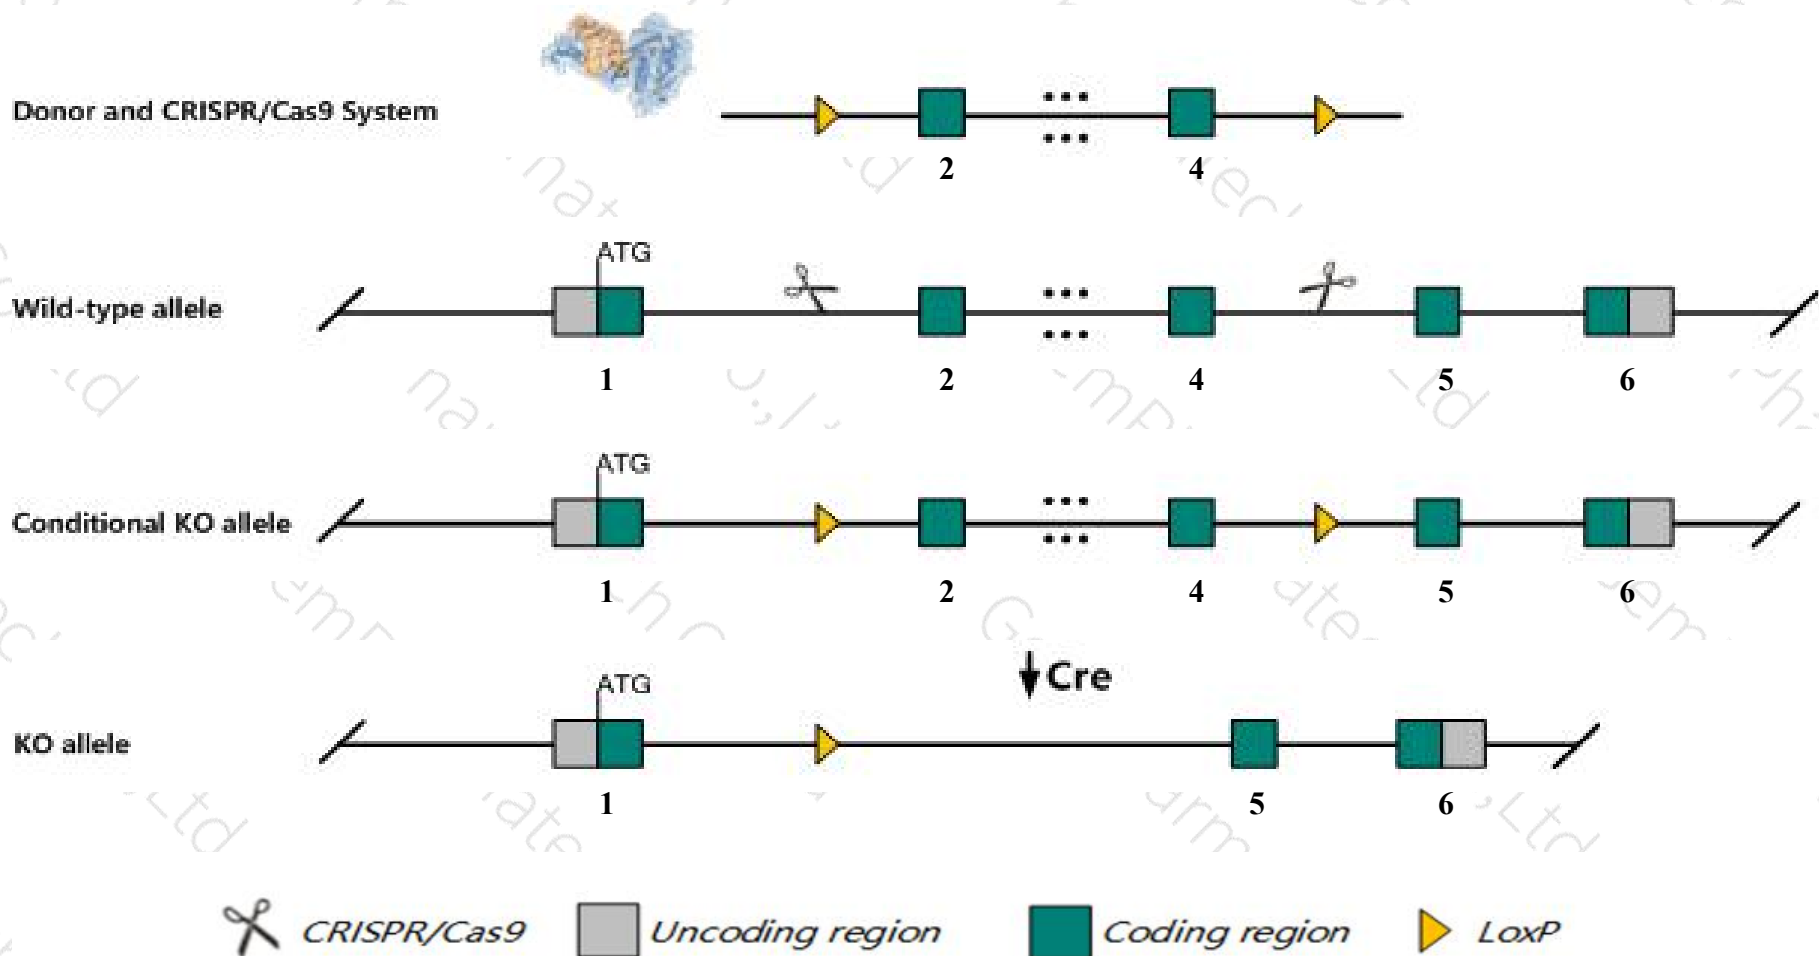 Donor and CRISPR/Cas9 System
2 4
ATG
Wild-type allele
1 2 4 5 6
ATG
Conditional KO allele
1 2 4 5 6
Cre
ATG
KO allele
1 5 6
CRISPR/Cas9 Uncoding region Coding region LoxP